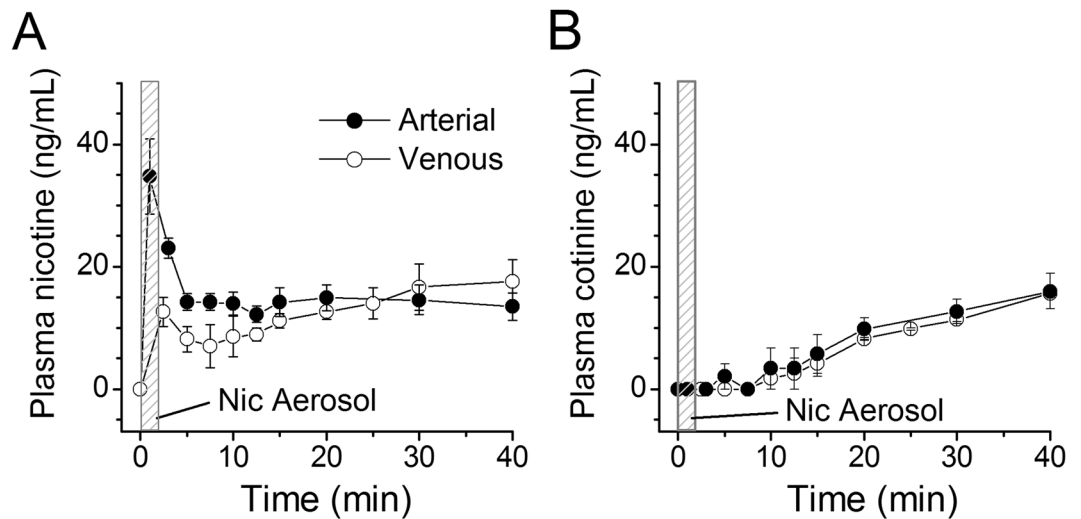 A
Plasma nicotine (ng/mL)
40
20
0
Arterial
Venous
Nic Aerosol
0 10 20 30 40
Time (min)
B
Plasma cotinine (ng/mL)
40
20
0
Nic Aerosol
0 10 20 30 40
Time (min)